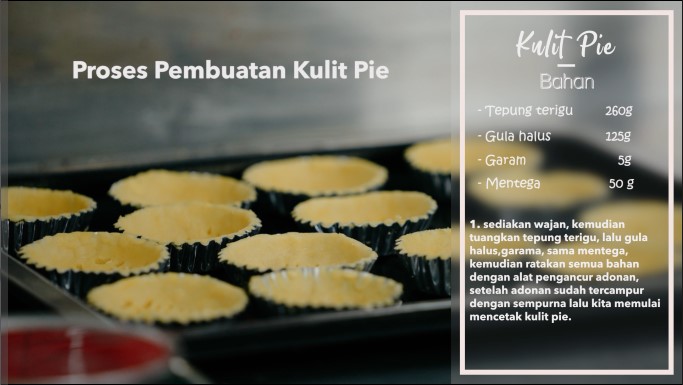 Proses Pembuatan Kulit Pie
Kulit Pie
Bahan
- Tepung terigu 260g
- Gula halus 125g
- Garam 5g
- Mentega 50 g
1. sediakan wajan, kemudian
tuangkan tepung terigu, lalu gula
halus,garama, sama mentega,
kemudian ratakan semua bahan
dengan alat pengancur adonan,
setelah adonan sudah tercampur
dengan sempurna lalu kita memulai
mencetak kulit pie.